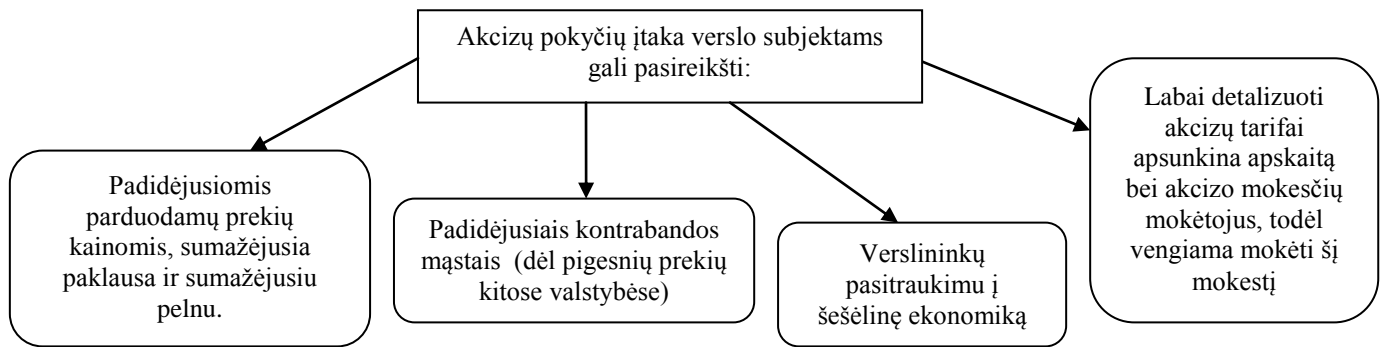 Akcizų pokyčių įtaka verslo subjektams
gali pasireikšti:
Padidėjusiomis
parduodamų prekių
kainomis, sumažėjusia
paklausa ir sumažėjusiu
pelnu.
Padidėjusiais kontrabandos
mąstais (dėl pigesnių prekių
kitose valstybėse)
Verslininkų
pasitraukimu į
šešėlinę ekonomiką
Labai detalizuoti
akcizų tarifai
apsunkina apskaitą
bei akcizo mokesčių
mokėtojus, todėl
vengiama mokėti šį
mokestį